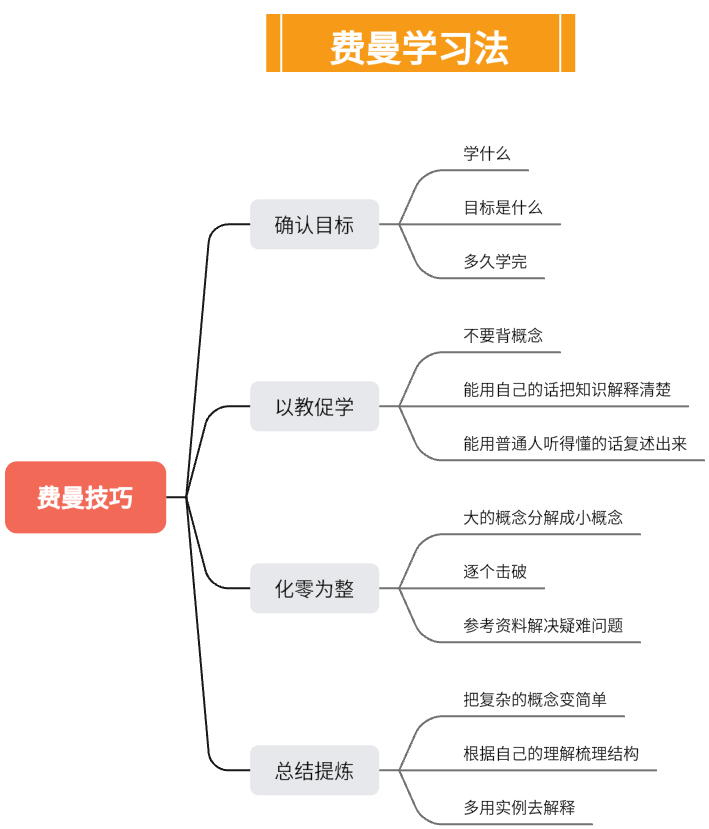 费曼学习法
费曼技巧
确认目标
学什么
目标是什么
多久学完
以教促学
不要背概念
能用自己的话把知识解释清楚
能用普通人听得懂的话复述出来
化零为整
大的概念分解成小概念
逐个击破
参考资料解决疑难问题
总结提炼
把复杂的概念变简单
根据自己的理解梳理结构
多用实例去解释